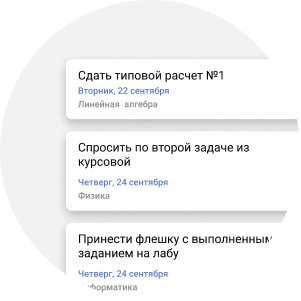 Сдать типовой расчет №1
Вторник, 22 сентября
Линейная алгебра
Спросить по второй задаче из
курсовой
Четверг, 24 сентября
Физика
Принести флешку с выполненным
заданием на лабу
Четверг, 24 сентября
Информатика